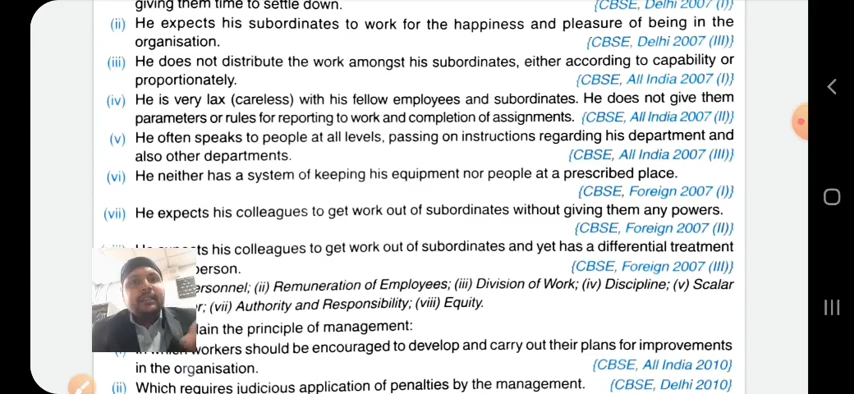 giving them time to settle down. {CBSE, Delhi 2007 (I)}
(ii) He expects his subordinates to work for the happiness and pleasure of being in the
organisation. {CBSE, Delhi 2007 (III)}
(iii) He does not distribute the work amongst his subordinates, either according to capability or
proportionately. {CBSE, All India 2007 (I)}
(iv) He is very lax (careless) with his fellow employees and subordinates. He does not give them
parameters or rules for reporting to work and completion of assignments. {CBSE, All India 2007 (II)}
(v) He often speaks to people at all levels, passing on instructions regarding his department and
also other departments. {CBSE, All India 2007 (III)}
(vi) He neither has a system of keeping his equipment nor people at a prescribed place.
{CBSE, Foreign 2007 (I)}
(vii) He expects his colleagues to get work out of subordinates without giving them any powers.
{CBSE, Foreign 2007 (II)}
his colleagues to get work out of subordinates and yet has a differential treatment
person. {CBSE, Foreign 2007 (III)}
(ii) Remuneration of Employees; (iii) Division of Work; (iv) Discipline; (v) Scalar
(vii) Authority and Responsibility; (viii) Equity.
the principle of management:
workers should be encouraged to develop and carry out their plans for improvements
in the organisation. {CBSE, All India 2010}
(ii) Which requires judicious application of penalties by the management. {CBSE, Delhi 2010}